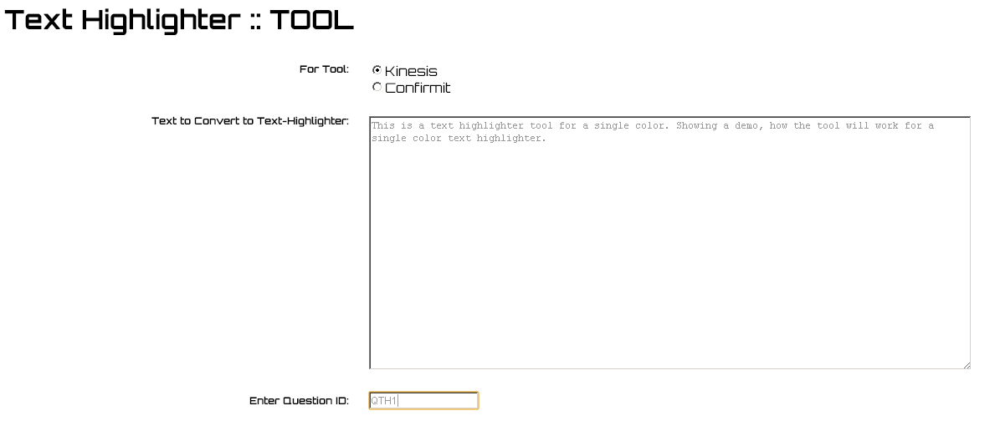 Text Highlighter :: TOOL
For Tool:
Kinesis
Confirmit
Text to Convert to Text-Highlighter:
This is a text highlighter tool for a single color. Showing a demo, how the tool will work for a
single color text highlighter.
Enter Question ID:
QTH1